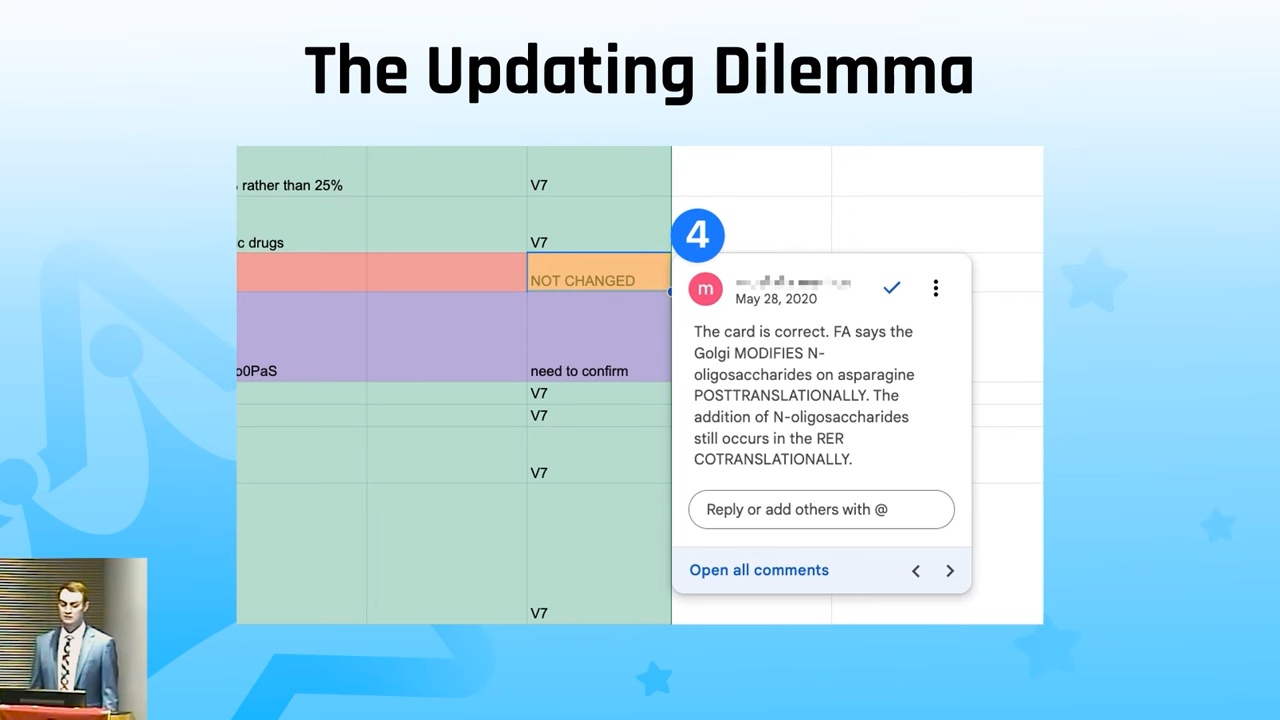 The Updating Dilemma
rather than 25%
V7
c drugs
V7
4
NOT CHANGED
m
May 28, 2020
The card is correct. FA says the
Golgi MODIFIES N-
oligosaccharides on asparagine
POSTTRANSLATIONALLY. The
addition of N-oligosaccharides
still occurs in the RER
COTRANSLATIONALLY.
o0PaS
need to confirm
V7
V7
V7
Reply or add others with @
Open all comments
V7